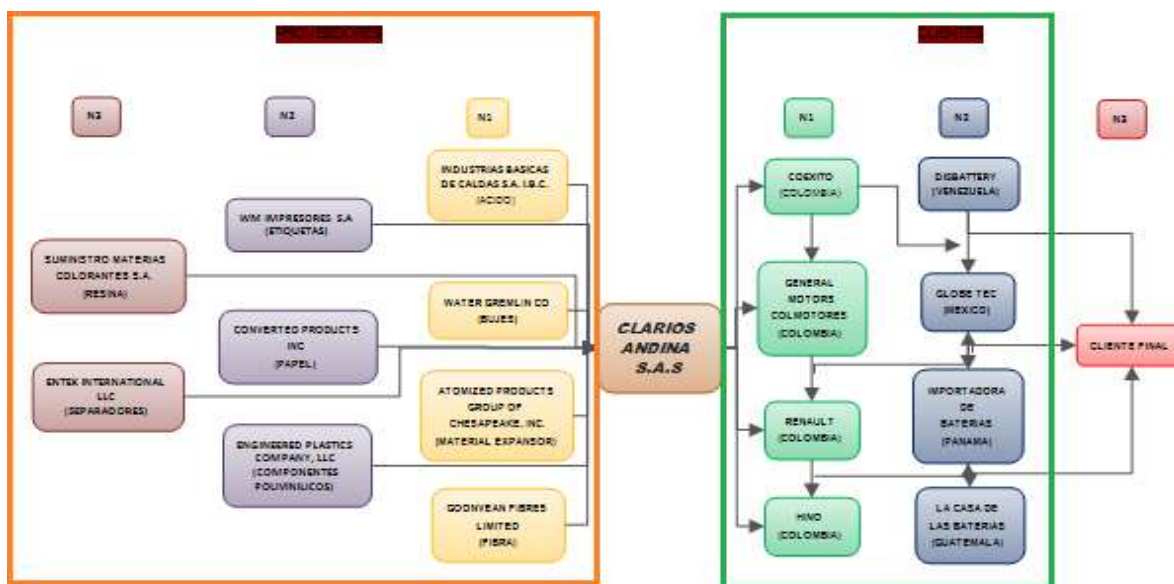 PROVEEDORES
CLIENTES
N3
N2
N1
N1
N2
N3
INDUSTRIAS BASICAS
DE CALDAS S.A. I.B.C.
(ACIDO)
WM IMPRESORES S.A
(ETIQUETAS)
SUMINISTRO MATERIAS
COLORANTES S.A.
(RESINA)
WATER GREMLIN CO
(BUJES)
CONVERTED PRODUCTS
INC
(PAPEL)
ENTEK INTERNATIONAL
LLC
(SEPARADORES)
ATOMIZED PRODUCTS
GROUP OF
CHESAPEAKE, INC.
(MATERIAL EXPANSOR)
ENGINEERED PLASTICS
COMPANY, LLC
(COMPONENTES
POLIVINILICOS)
GOONVEAN FIBRES
LIMITED
(FIBRA)
CLARIOS
ANDINA
S.A.S
COEXITO
(COLOMBIA)
GENERAL
MOTORS
COLMOTORES
(COLOMBIA)
RENAULT
(COLOMBIA)
HINO
(COLOMBIA)
DISBATTERY
(VENEZUELA)
GLOBE TEC
(MEXICO)
IMPORTADORA
DE
BATERIAS
(PANAMA)
LA CASA DE
LAS BATERIAS
(GUATEMALA)
CLIENTE FINAL